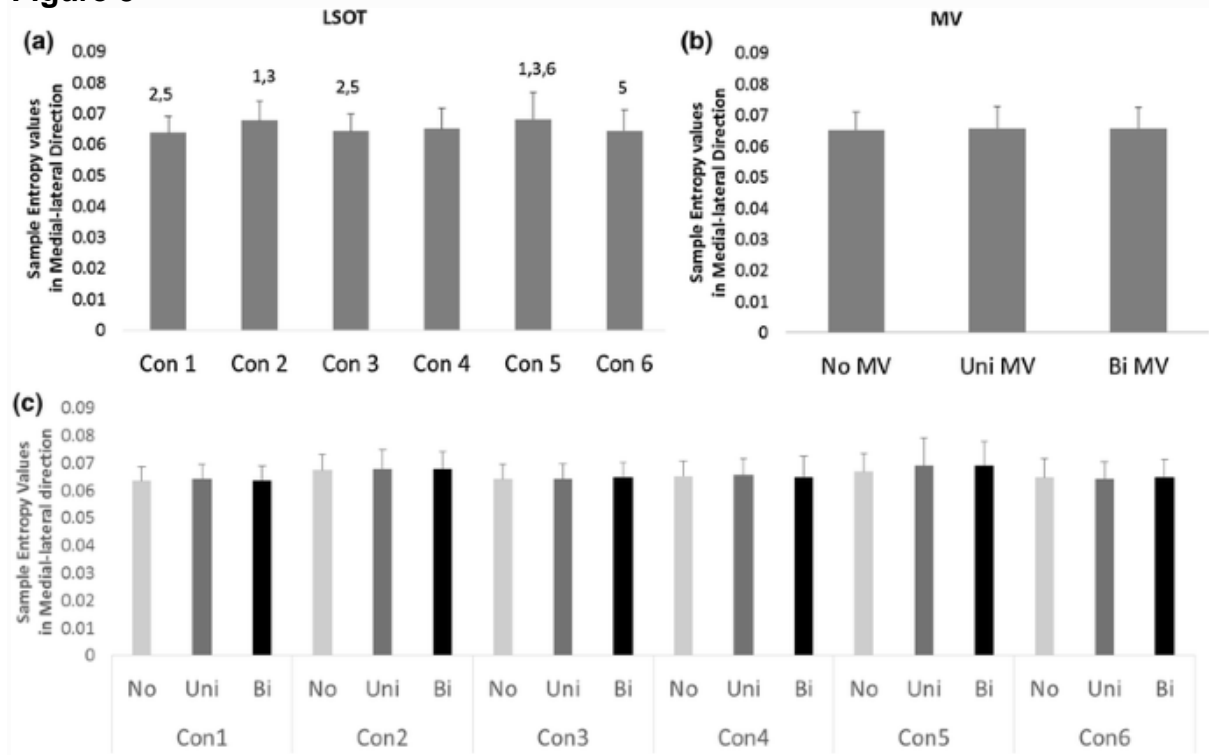 LSOT
(a)
Sample Entropy values
in Medial-lateral Direction
0.09
0.08
0.07
0.06
0.05
0.04
0.03
0.02
0.01
0
2,5
1,3
2,5
1,3,6
5
Con 1 Con 2 Con 3 Con 4 Con 5 Con 6
MV
(b)
Sample Entropy values
in Medial-lateral Direction
0.09
0.08
0.07
0.06
0.05
0.04
0.03
0.02
0.01
0
No MV Uni MV Bi MV
(c)
Sample Entropy Values
in Medial-lateral direction
0.09
0.08
0.07
0.06
0.05
0.04
0.03
0.02
0.01
0
No Uni Bi No Uni Bi No Uni Bi No Uni Bi No Uni Bi No Uni Bi
Con1 Con2 Con3 Con4 Con5 Con6